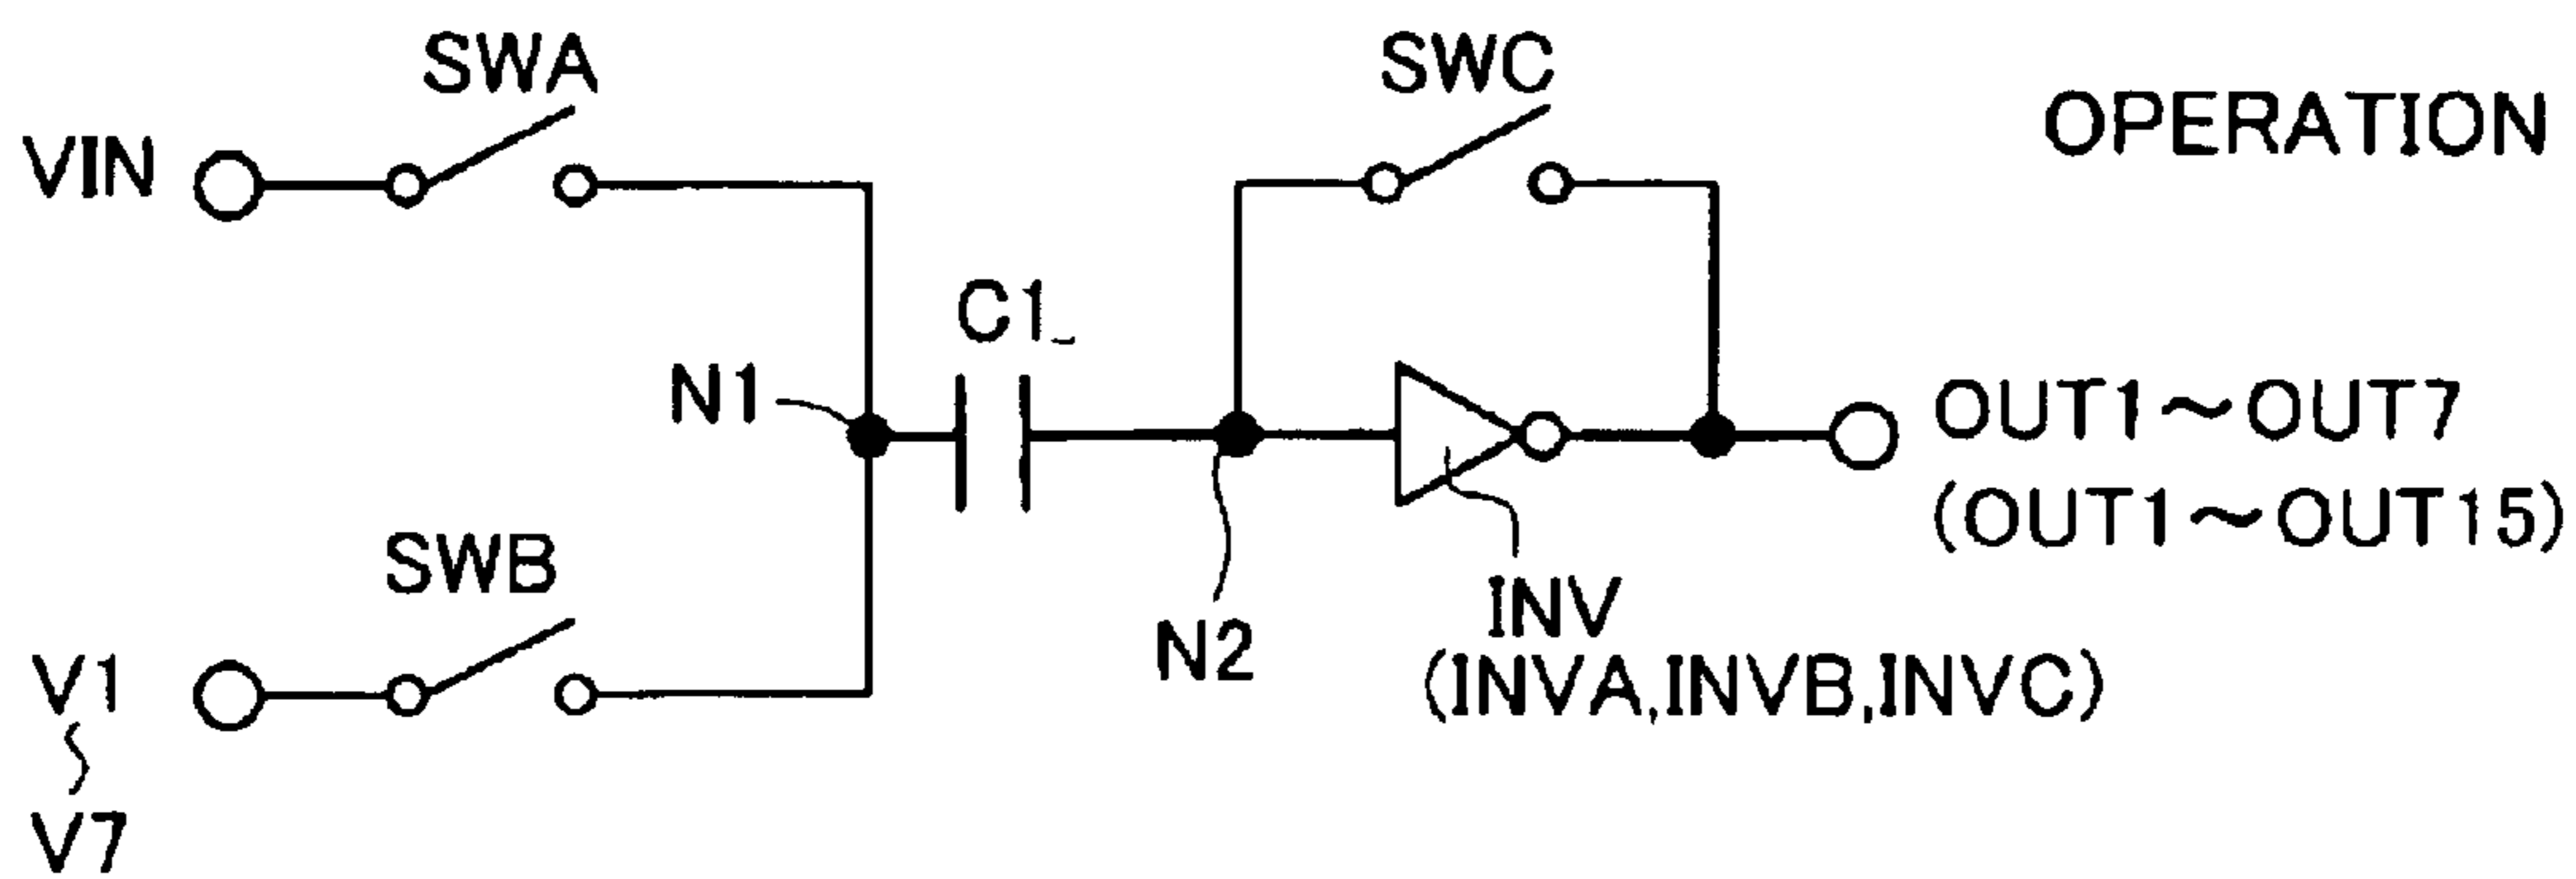 SWA
SWC
OPERATION
VIN
C1
N1
OUT1～OUT7
(OUT1～OUT15)
SWB
INV
N2
(INVA,INVB,INVC)
V1
V7